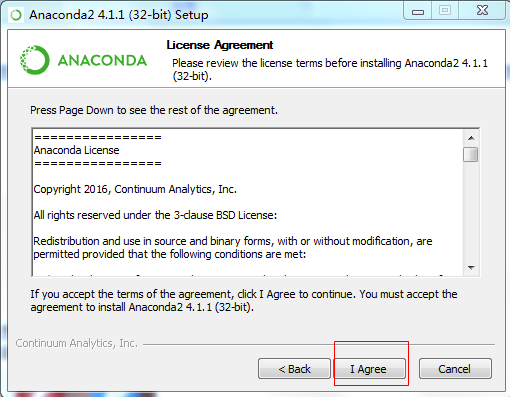 Anaconda2 4.1.1 (32-bit) Setup
ANACONDA
License Agreement
Please review the license terms before installing Anaconda2 4.1.1
(32-bit).
Press Page Down to see the rest of the agreement.
================
Anaconda License
================
Copyright 2016, Continuum Analytics, Inc.
All rights reserved under the 3-clause BSD License:
Redistribution and use in source and binary forms, with or without modification, are
permitted provided that the following conditions are met:
If you accept the terms of the agreement, click I Agree to continue. You must accept the
agreement to install Anaconda2 4.1.1 (32-bit).
Continuum Analytics, Inc.
< Back
I Agree
Cancel